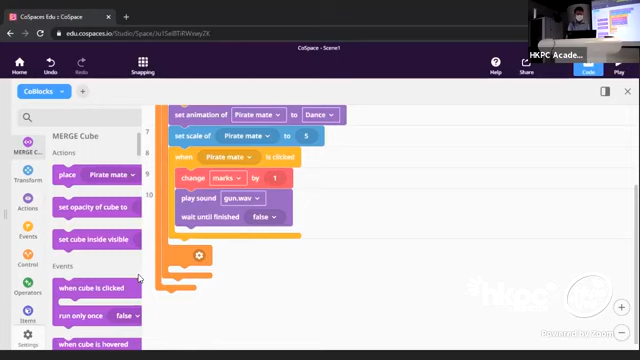 CoSpaces Edu :: CoSpace
edu.cospaces.io/Studio/Space/
CoSpace - Scene1
HKPC Acade...
Home
Undo
Redo
Snapping
Help
Share
Code
Play
CoBlocks
MERGE C...
Transform
Actions
Events
Control
Operators
Items
Settings
MERGE Cube
Actions
place Pirate mate
set opacity of cube to
set cube inside visible
Events
when cube is clicked
run only once false
when cube is hovered
set animation of Pirate mate to Dance
7 set scale of Pirate mate to 5
8 when Pirate mate is clicked
9 change marks by 1
10 play sound gun.wav
wait until finished false
hkpc
Powered by Zoom